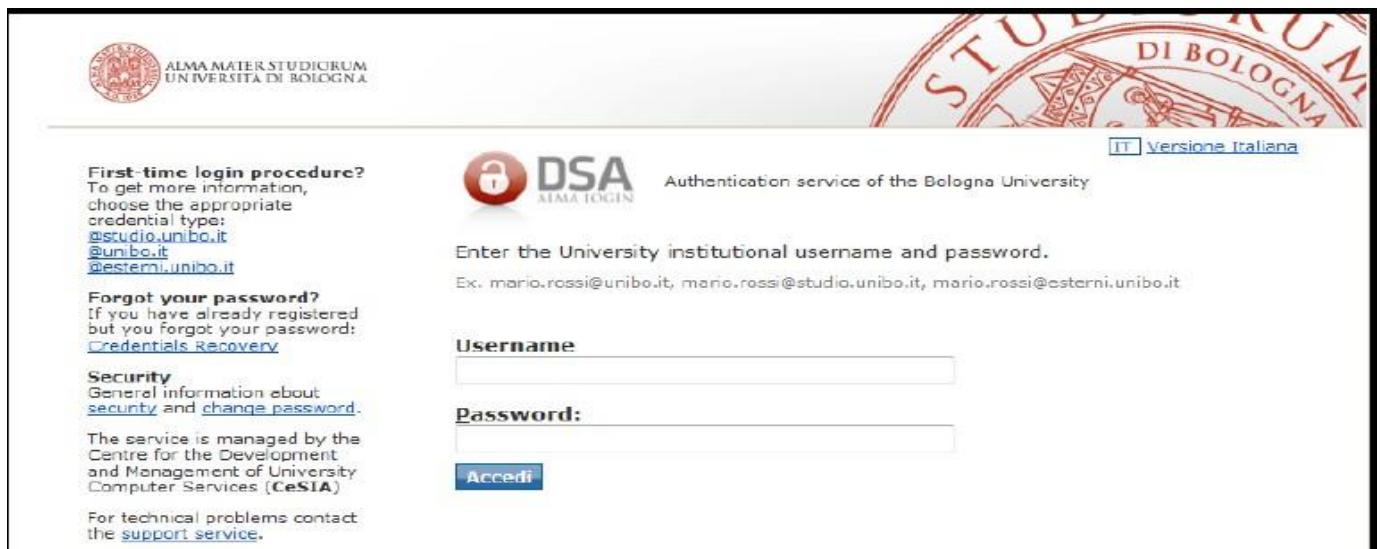 ALMA MATER STUDIORUM
UNIVERSITÀ DI BOLOGNA
STUDIORUM
DI BOLOGNA
IT Versione Italiana
First-time login procedure?
To get more information,
choose the appropriate
credential type:
@studio.unibo.it
@unibo.it
@esterni.unibo.it
Forgot your password?
If you have already registered
but you forgot your password:
Credentials Recovery
Security
General information about
security and change password.
The service is managed by the
Centre for the Development
and Management of University
Computer Services (CeSIA)
For technical problems contact
the support service.
DSA
ALMA LOGIN
Authentication service of the Bologna University
Enter the University institutional username and password.
Ex. mario.rossi@unibo.it, mario.rossi@studio.unibo.it, mario.rossi@esterni.unibo.it
Username
Password:
Accedi